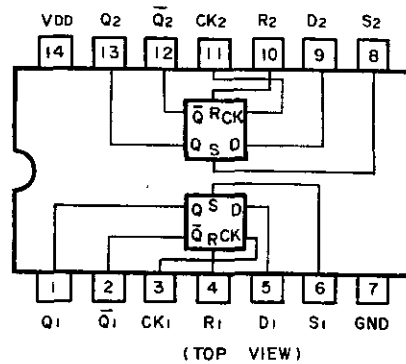 VDD Q2 Q̅2 CK2 R2 D2 S2
14 13 12 11 10 9 8
Q̅ R CK
Q S D
Q S D
Q̅ R CK
1 2 3 4 5 6 7
Q1 Q̅1 CK1 R1 D1 S1 GND
(TOP VIEW)